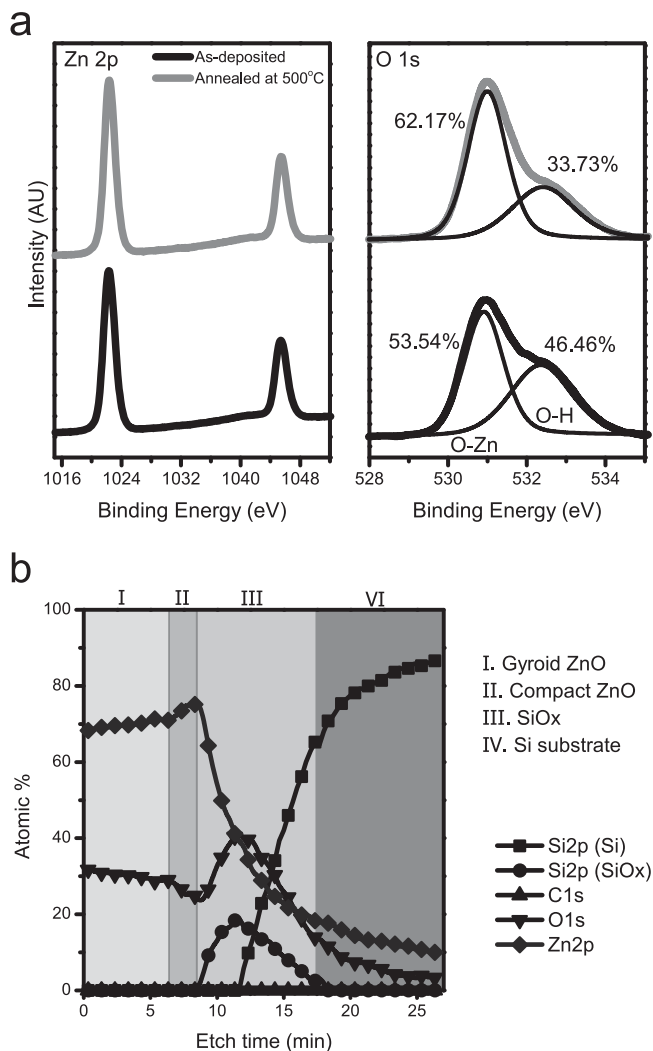 a
Zn 2p
As-deposited
Annealed at 500°C
O 1s
62.17%
33.73%
53.54%
46.46%
O-H
O-Zn
Intensity (AU)
1016 1024 1032 1040 1048
528 530 532 534
Binding Energy (eV)
Binding Energy (eV)
b
I II III VI
100
80
60
40
20
0
Atomic %
0 5 10 15 20 25
Etch time (min)
I. Gyroid ZnO
II. Compact ZnO
III. SiOx
IV. Si substrate
Si2p (Si)
Si2p (SiOx)
C1s
O1s
Zn2p